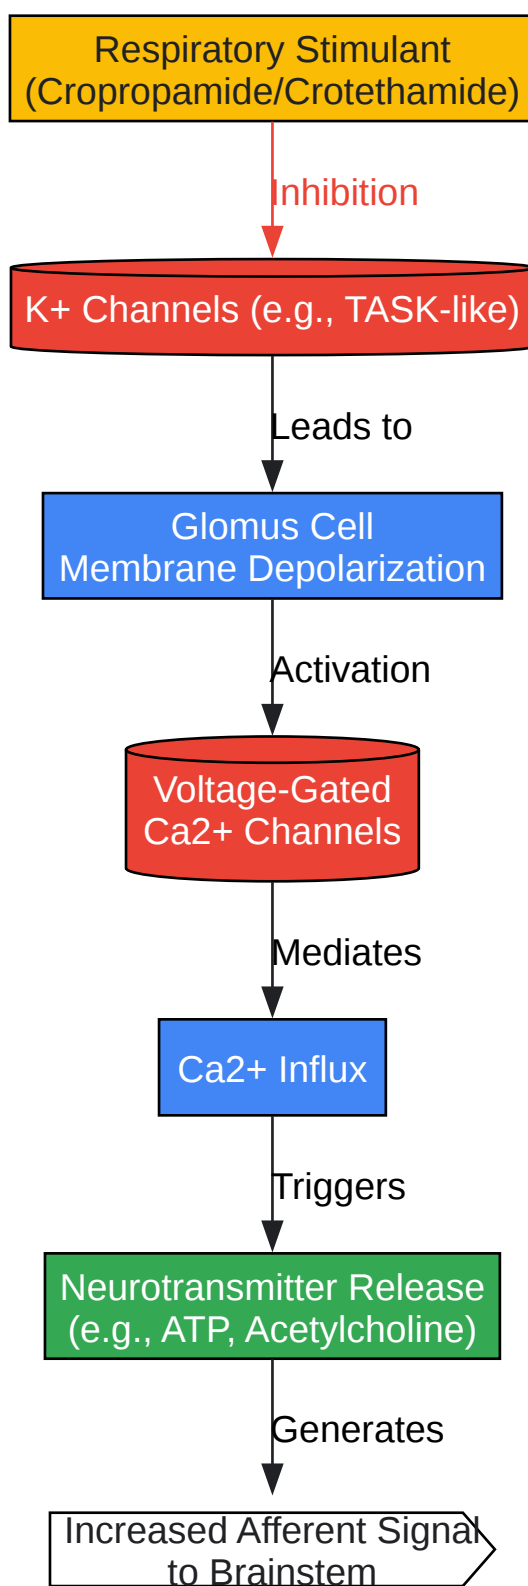 Respiratory Stimulant
(Cropropamide/Crotethamide)
Inhibition
K+ Channels (e.g., TASK-like)
Leads to
Glomus Cell
Membrane Depolarization
Activation
Voltage-Gated
Ca2+ Channels
Mediates
Ca2+ Influx
Triggers
Neurotransmitter Release
(e.g., ATP, Acetylcholine)
Generates
Increased Afferent Signal
to Brainstem